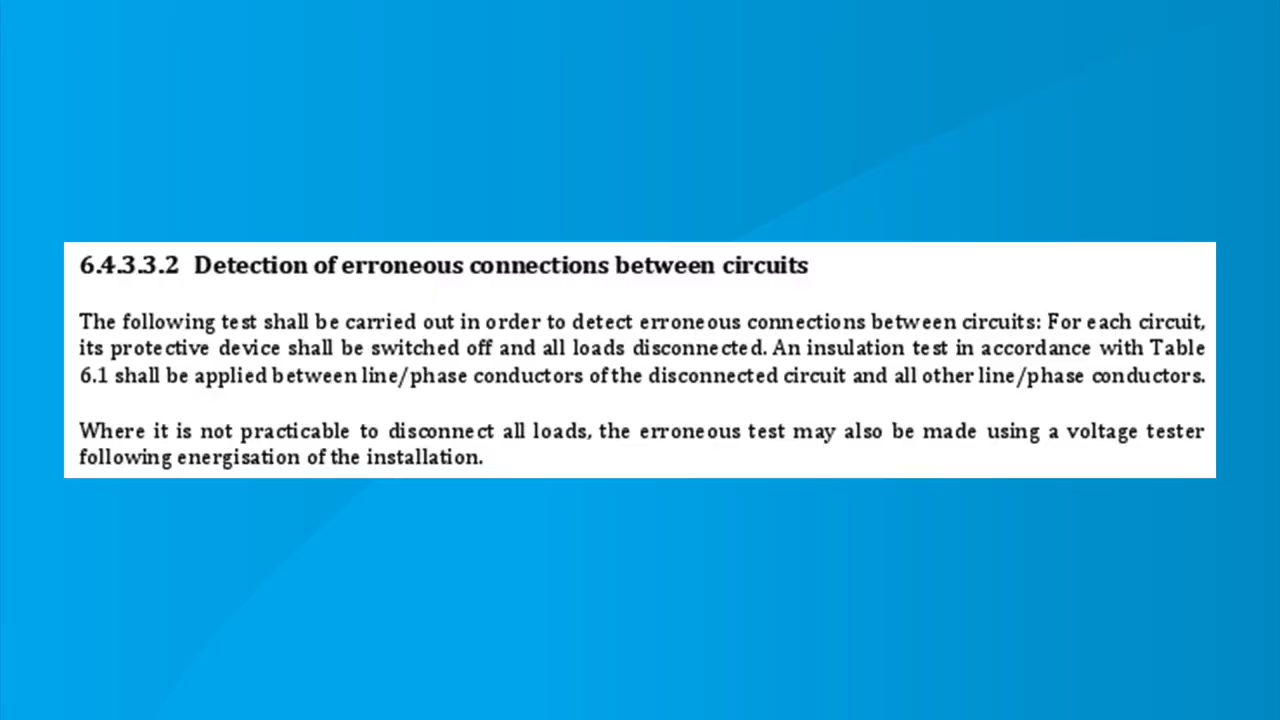 6.4.3.3.2 Detection of erroneous connections between circuits
The following test shall be carried out in order to detect erroneous connections between circuits: For each circuit,
its protective device shall be switched off and all loads disconnected. An insulation test in accordance with Table
6.1 shall be applied between line/phase conductors of the disconnected circuit and all other line/phase conductors.
Where it is not practicable to disconnect all loads, the erroneous test may also be made using a voltage tester
following energisation of the installation.